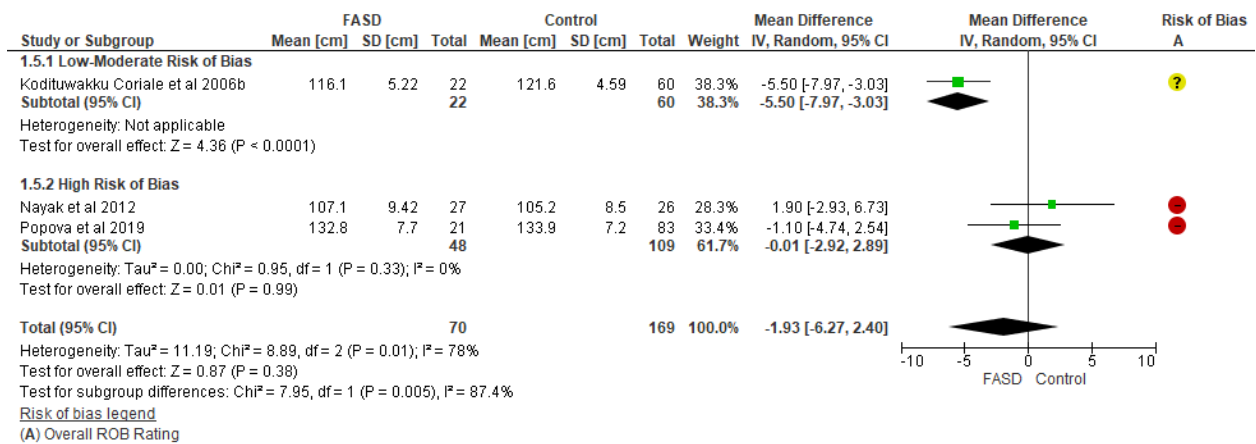 FASD Control Mean Difference Mean Difference Risk of Bias
Study or Subgroup Mean [cm] SD [cm] Total Mean [cm] SD [cm] Total Weight IV, Random, 95% CI IV, Random, 95% CI A
1.5.1 Low-Moderate Risk of Bias
Kodituwakku Coriale et al 2006b 116.1 5.22 22 121.6 4.59 60 38.3% -5.50 [-7.97, -3.03] ?
Subtotal (95% CI) 22 60 38.3% -5.50 [-7.97, -3.03]
Heterogeneity: Not applicable
Test for overall effect: Z = 4.36 (P < 0.0001)
1.5.2 High Risk of Bias
Nayak et al 2012 107.1 9.42 27 105.2 8.5 26 28.3% 1.90 [-2.93, 6.73] -
Popova et al 2019 132.8 7.7 21 133.9 7.2 83 33.4% -1.10 [-4.74, 2.54] -
Subtotal (95% CI) 48 109 61.7% -0.01 [-2.92, 2.89]
Heterogeneity: Tau² = 0.00; Chi² = 0.95, df = 1 (P = 0.33); I² = 0%
Test for overall effect: Z = 0.01 (P = 0.99)
Total (95% CI) 70 169 100.0% -1.93 [-6.27, 2.40]
Heterogeneity: Tau² = 11.19; Chi² = 8.89, df = 2 (P = 0.01); I² = 78%
Test for overall effect: Z = 0.87 (P = 0.38)
Test for subgroup differences: Chi² = 7.95, df = 1 (P = 0.005), I² = 87.4%
-10 -5 0 5 10
FASD Control
Risk of bias legend
(A) Overall ROB Rating